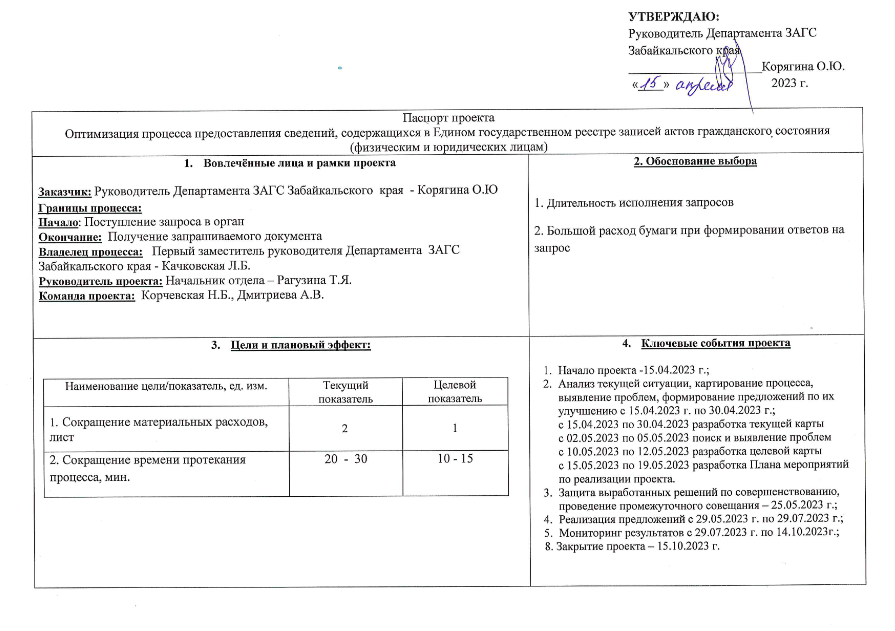 УТВЕРЖДАЮ:
Руководитель Департамента ЗАГС
Забайкальского края
____________________Корягина О.Ю.
«15» апреля 2023 г.
Паспорт проекта
Оптимизация процесса предоставления сведений, содержащихся в Едином государственном реестре записей актов гражданского состояния
(физическим и юридических лицам)
1. Вовлечённые лица и рамки проекта
Заказчик: Руководитель Департамента ЗАГС Забайкальского края - Корягина О.Ю
Границы процесса:
Начало: Поступление запроса в орган
Окончание: Получение запрашиваемого документа
Владелец процесса: Первый заместитель руководителя Департамента ЗАГС
Забайкальского края - Качковская Л.Б.
Руководитель проекта: Начальник отдела – Рагузина Т.Я.
Команда проекта: Корчевская Н.Б., Дмитриева А.В.
2. Обоснование выбора
1. Длительность исполнения запросов
2. Большой расход бумаги при формировании ответов на
запрос
3. Цели и плановый эффект:
Наименование цели/показатель, ед. изм.
Текущий
показатель
Целевой
показатель
1. Сокращение материальных расходов,
лист
2
1
2. Сокращение времени протекания
процесса, мин.
20 - 30
10 - 15
4. Ключевые события проекта
1. Начало проекта -15.04.2023 г.;
2. Анализ текущей ситуации, картирование процесса,
выявление проблем, формирование предложений по их
улучшению с 15.04.2023 г. по 30.04.2023 г.;
с 15.04.2023 по 30.04.2023 разработка текущей карты
с 02.05.2023 по 05.05.2023 поиск и выявление проблем
с 10.05.2023 по 12.05.2023 разработка целевой карты
с 15.05.2023 по 19.05.2023 разработка Плана мероприятий
по реализации проекта.
3. Защита выработанных решений по совершенствованию,
проведение промежуточного совещания – 25.05.2023 г.;
4. Реализация предложений с 29.05.2023 г. по 29.07.2023 г.;
5. Мониторинг результатов с 29.07.2023 г. по 14.10.2023г.;
8. Закрытие проекта – 15.10.2023 г.